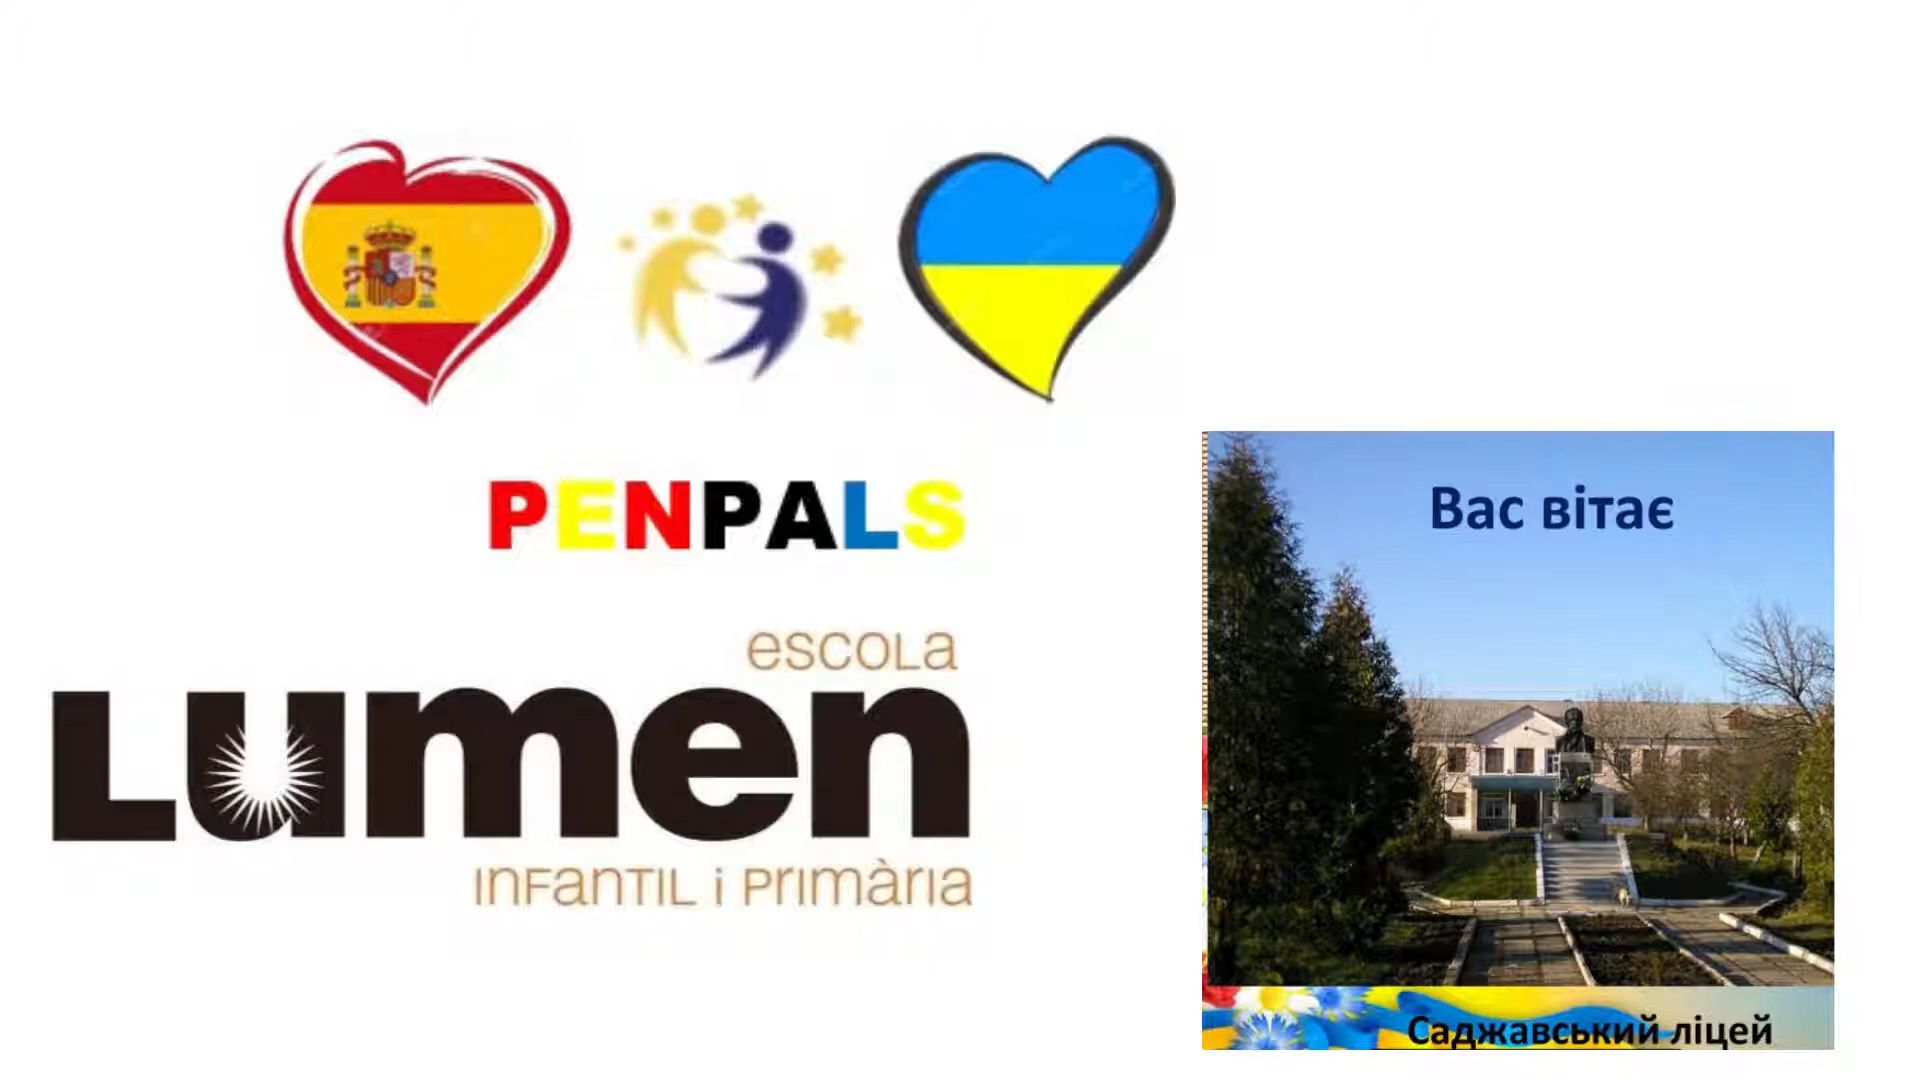 PENPALS
escola
Lumen
infantil i primària
Вас вітає
Саджавський ліцей